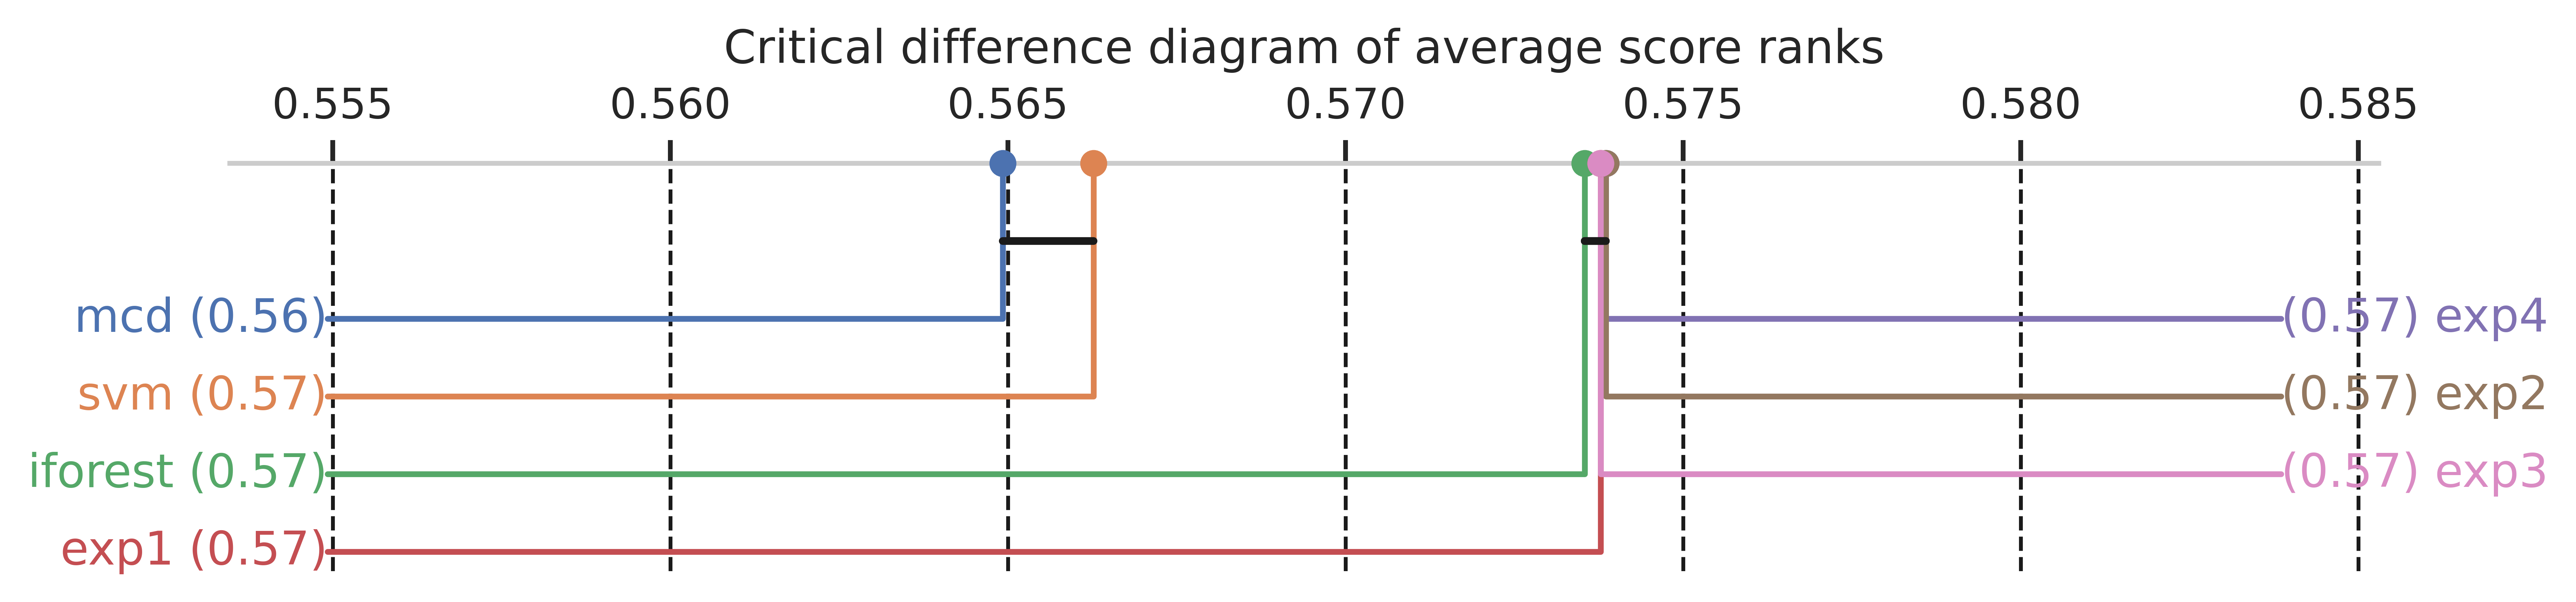 Critical difference diagram of average score ranks
0.555 0.560 0.565 0.570 0.575 0.580 0.585
mcd (0.56) (0.57) exp4
svm (0.57) (0.57) exp2
iforest (0.57) (0.57) exp3
exp1 (0.57)